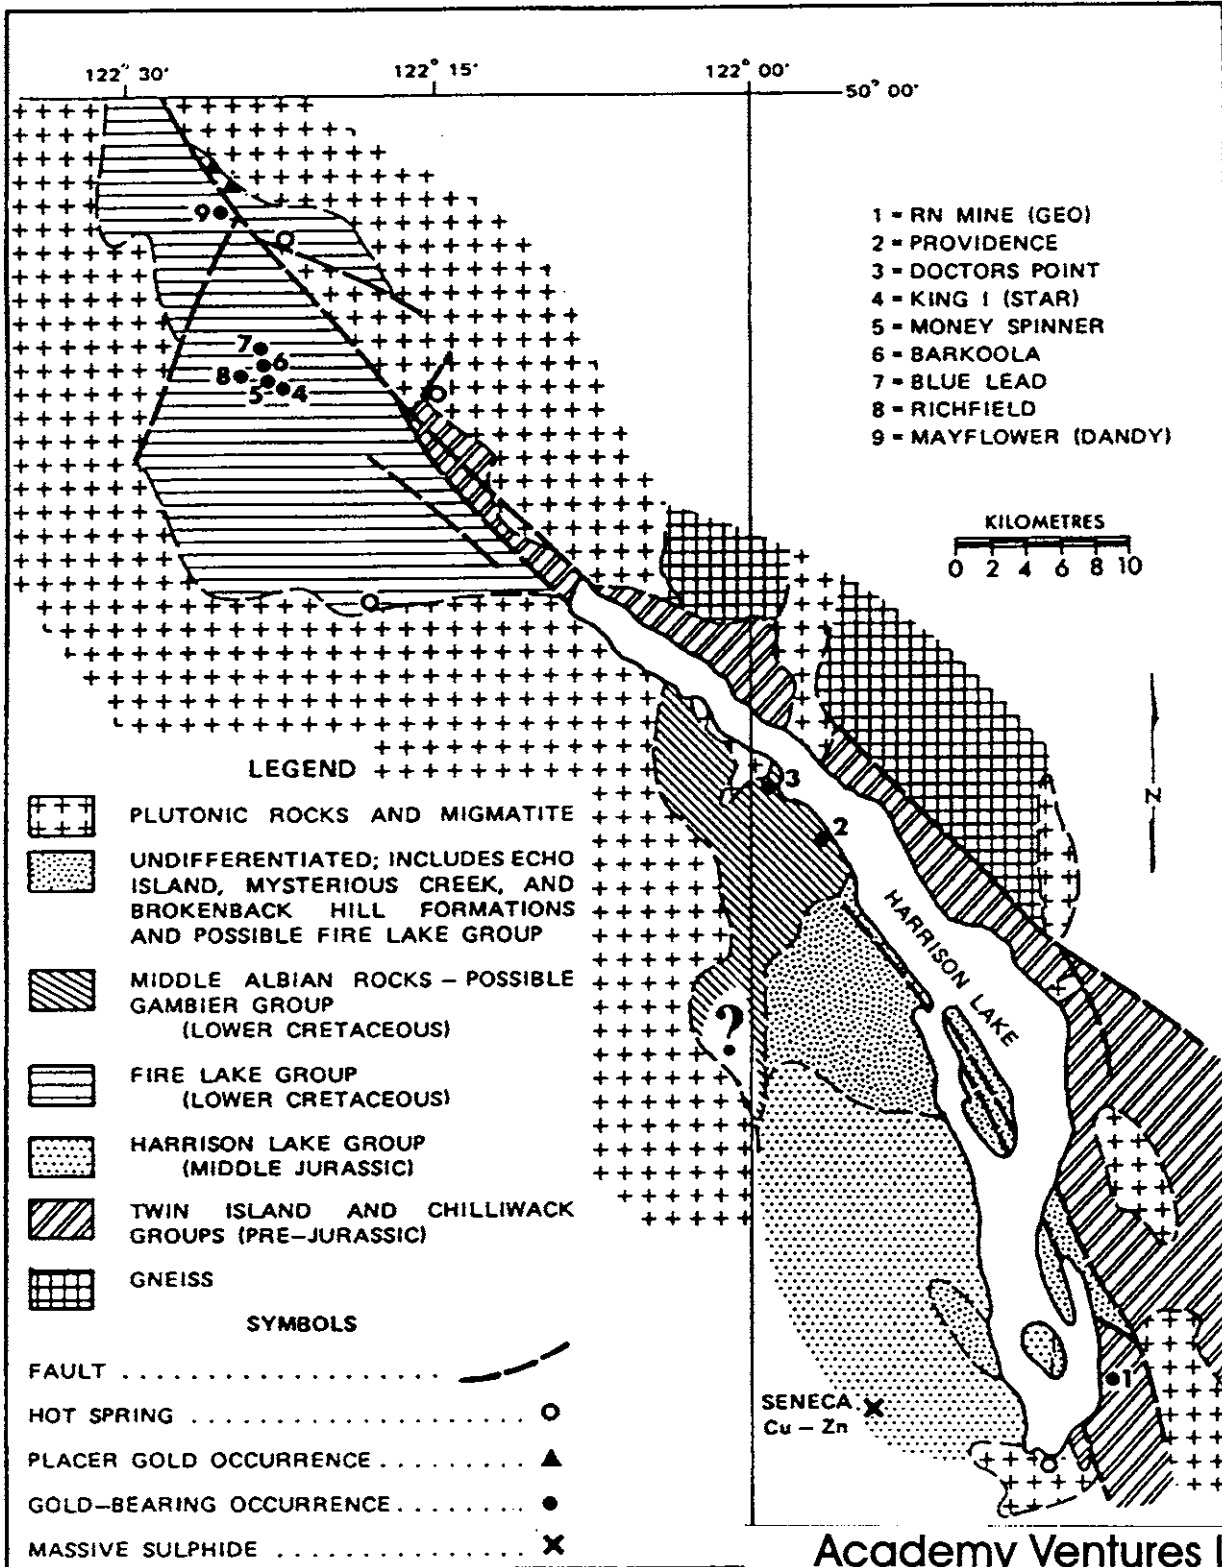 122° 30'
122° 15'
122° 00'
50° 00'
1 = RN MINE (GEO)
2 = PROVIDENCE
3 = DOCTORS POINT
4 = KING I (STAR)
5 = MONEY SPINNER
6 = BARKOOLA
7 = BLUE LEAD
8 = RICHFIELD
9 = MAYFLOWER (DANDY)
KILOMETRES
0 2 4 6 8 10
9
7
6
8
5
4
N
3
2
HARRISON LAKE
?
1
SENECA
Cu – Zn
LEGEND
PLUTONIC ROCKS AND MIGMATITE
UNDIFFERENTIATED; INCLUDES ECHO
ISLAND, MYSTERIOUS CREEK, AND
BROKENBACK HILL FORMATIONS
AND POSSIBLE FIRE LAKE GROUP
MIDDLE ALBIAN ROCKS – POSSIBLE
GAMBIER GROUP
(LOWER CRETACEOUS)
FIRE LAKE GROUP
(LOWER CRETACEOUS)
HARRISON LAKE GROUP
(MIDDLE JURASSIC)
TWIN ISLAND AND CHILLIWACK
GROUPS (PRE-JURASSIC)
GNEISS
SYMBOLS
FAULT
HOT SPRING
PLACER GOLD OCCURRENCE
GOLD-BEARING OCCURRENCE
MASSIVE SULPHIDE
Academy Ventures